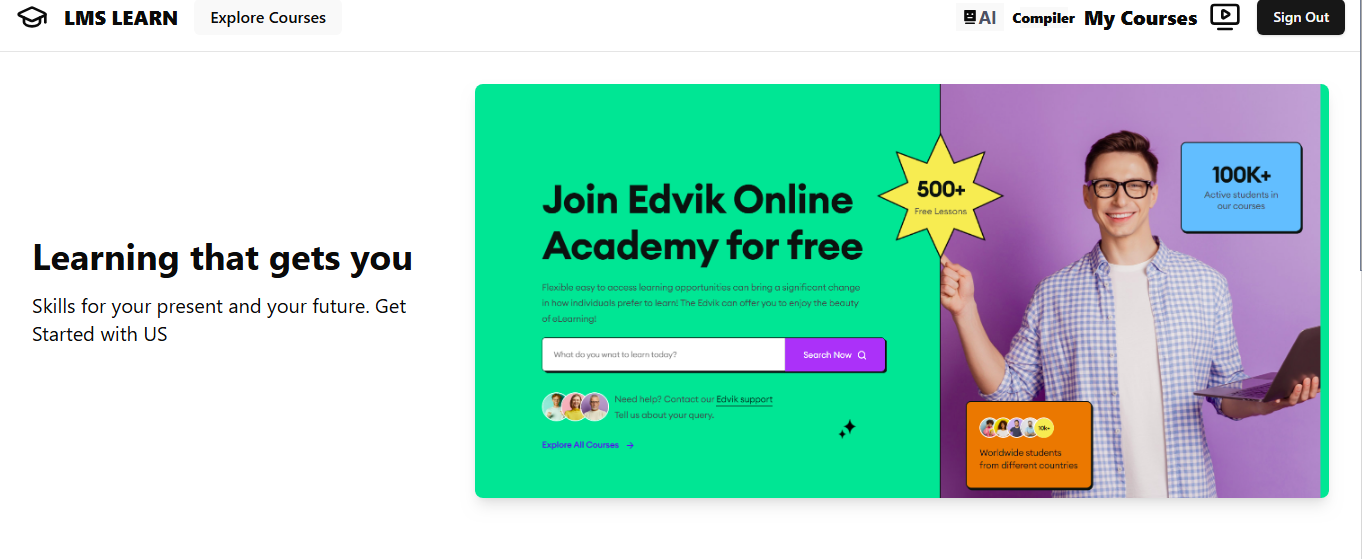 LMS LEARN
Explore Courses
AI
Compiler
My Courses
Sign Out
Learning that gets you
Skills for your present and your future. Get
Started with US
Join Edvik Online
Academy for free
Flexible easy to access learning opportunities can bring a significant change
in how individuals prefer to learn! The Edvik can offer you to enjoy the beauty
of eLearning!
What do you wnat to learn today?
Search Now
Need help? Contact our Edvik support
Tell us about your query.
Explore All Courses
500+
Free Lessons
100K+
Active students in
our courses
10k+
Worldwide students
from different countries